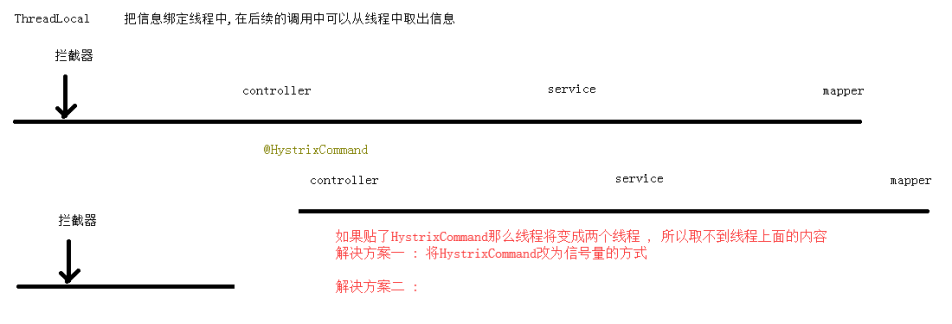 ThreadLocal 把信息绑定线程中,在后续的调用中可以从线程中取出信息
拦截器
controller service mapper
@HystrixCommand
controller service mapper
拦截器
如果贴了HystrixCommand那么线程将变成两个线程 , 所以取不到线程上面的内容
解决方案一 : 将HystrixCommand改为信号量的方式
解决方案二 :